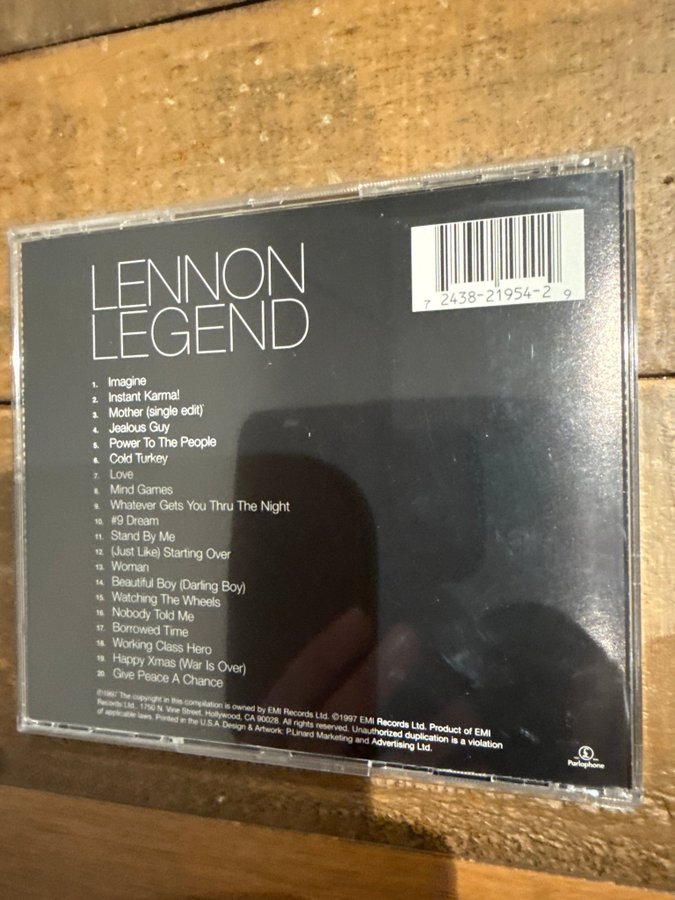 LENNON
LEGEND
7 2438-21954-2 9
1. Imagine
2. Instant Karma!
3. Mother (single edit)
4. Jealous Guy
5. Power To The People
6. Cold Turkey
7. Love
8. Mind Games
9. Whatever Gets You Thru The Night
10. #9 Dream
11. Stand By Me
12. (Just Like) Starting Over
13. Woman
14. Beautiful Boy (Darling Boy)
15. Watching The Wheels
16. Nobody Told Me
17. Borrowed Time
18. Working Class Hero
19. Happy Xmas (War Is Over)
20. Give Peace A Chance
℗1997 The copyright in this compilation is owned by EMI Records Ltd. ©1997 EMI Records Ltd. Product of EMI
Records Ltd., 1750 N. Vine Street, Hollywood, CA 90028. All rights reserved. Unauthorized duplication is a violation
of applicable laws. Printed in the U.S.A. Design & Artwork: P.Linard Marketing and Advertising Ltd.
£
Parlophone